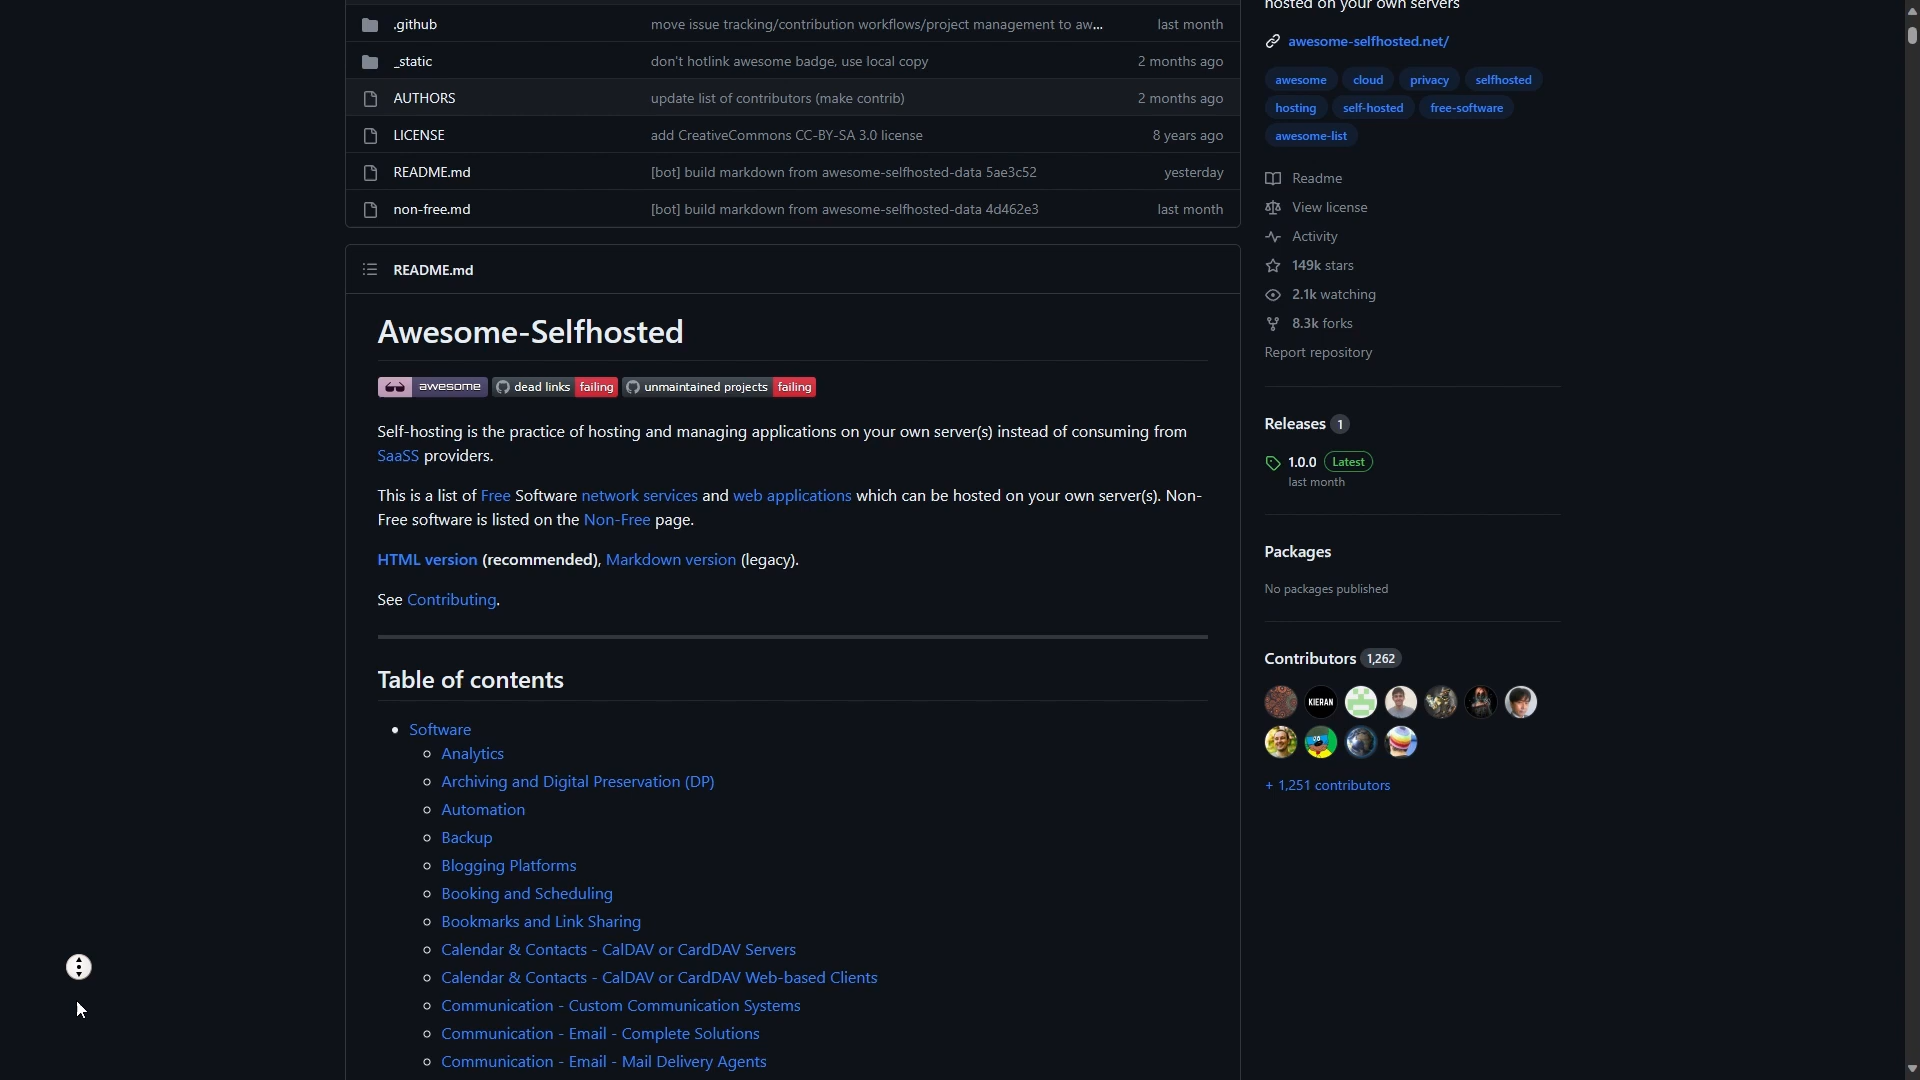 .github move issue tracking/contribution workflows/project management to aw... last month
_static don't hotlink awesome badge, use local copy 2 months ago
AUTHORS update list of contributors (make contrib) 2 months ago
LICENSE add CreativeCommons CC-BY-SA 3.0 license 8 years ago
README.md [bot] build markdown from awesome-selfhosted-data 5ae3c52 yesterday
non-free.md [bot] build markdown from awesome-selfhosted-data 4d462e3 last month
README.md
Awesome-Selfhosted
awesome dead links failing unmaintained projects failing
Self-hosting is the practice of hosting and managing applications on your own server(s) instead of consuming from
SaaSS providers.
This is a list of Free Software network services and web applications which can be hosted on your own server(s). Non-
Free software is listed on the Non-Free page.
HTML version (recommended), Markdown version (legacy).
See Contributing.
Table of contents
Software
Analytics
Archiving and Digital Preservation (DP)
Automation
Backup
Blogging Platforms
Booking and Scheduling
Bookmarks and Link Sharing
Calendar & Contacts - CalDAV or CardDAV Servers
Calendar & Contacts - CalDAV or CardDAV Web-based Clients
Communication - Custom Communication Systems
Communication - Email - Complete Solutions
Communication - Email - Mail Delivery Agents
hosted on your own servers
awesome-selfhosted.net/
awesome cloud privacy selfhosted
hosting self-hosted free-software
awesome-list
Readme
View license
Activity
149k stars
2.1k watching
8.3k forks
Report repository
Releases 1
1.0.0 Latest
last month
Packages
No packages published
Contributors 1,262
KIERAN
+ 1,251 contributors